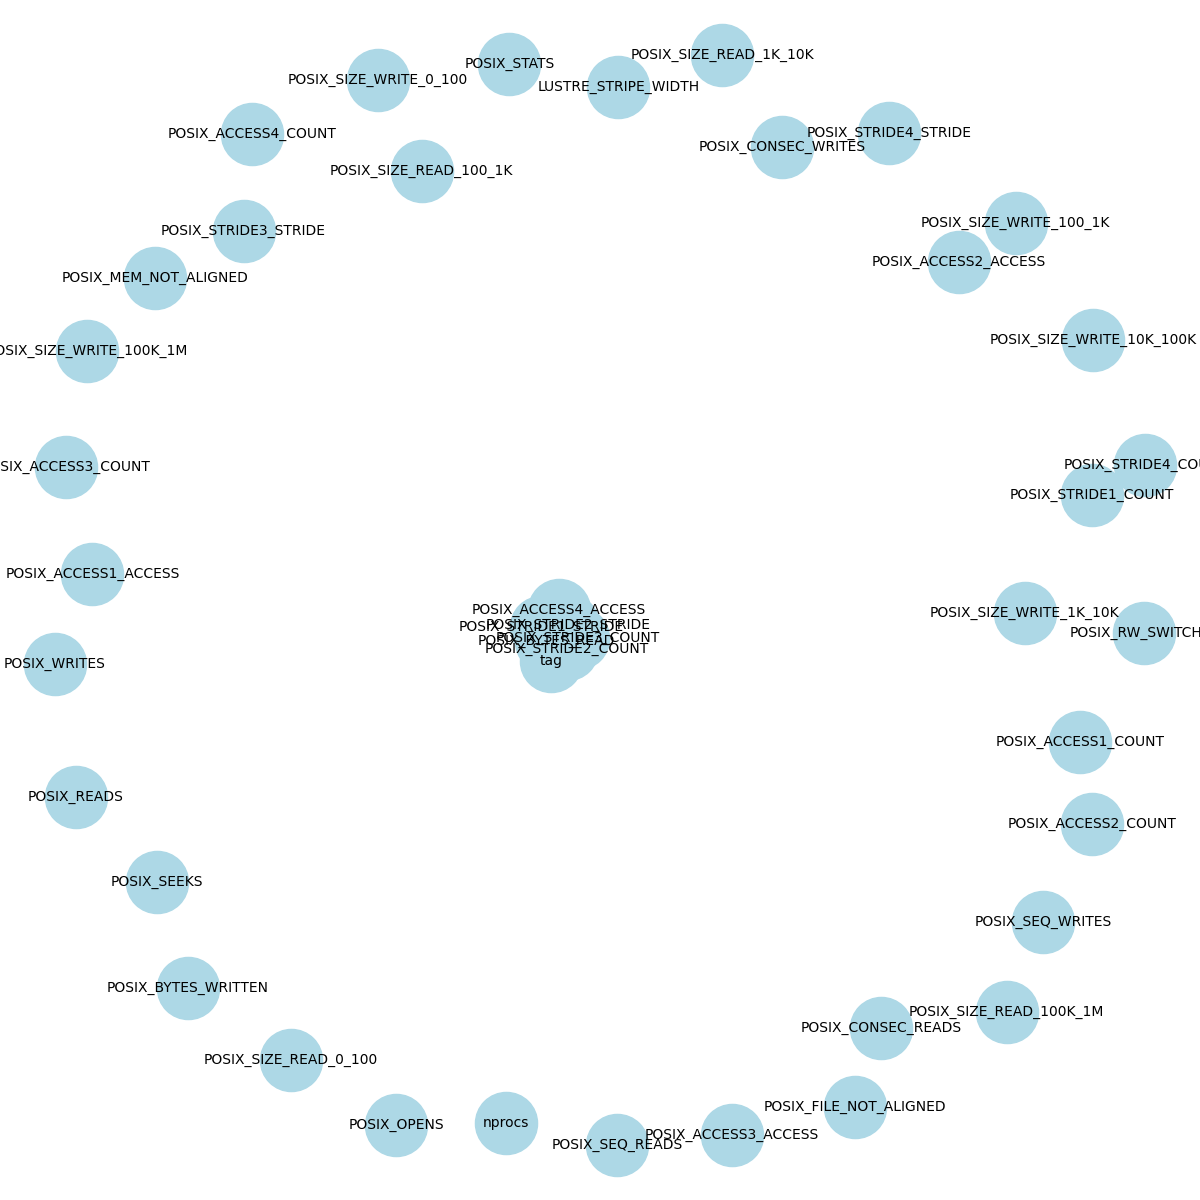 POSIX_SIZE_READ_1K_10K
POSIX_STATS
POSIX_SIZE_WRITE_0_100
LUSTRE_STRIPE_WIDTH
POSIX_ACCESS4_COUNT
POSIX_STRIDE4_STRIDE
POSIX_CONSEC_WRITES
POSIX_SIZE_READ_100_1K
POSIX_SIZE_WRITE_100_1K
POSIX_STRIDE3_STRIDE
POSIX_ACCESS2_ACCESS
POSIX_MEM_NOT_ALIGNED
POSIX_SIZE_WRITE_10K_100K
OSIX_SIZE_WRITE_100K_1M
POSIX_STRIDE4_COU
SIX_ACCESS3_COUNT
POSIX_STRIDE1_COUNT
POSIX_ACCESS1_ACCESS
POSIX_ACCESS4_ACCESS
POSIX_SIZE_WRITE_1K_10K
POSIX_STRIDE2_STRIDE
POSIX_STRIDE1_STRIDE
POSIX_RW_SWITCH
POSIX_STRIDE3_COUNT
POSIX_BYTES_READ
POSIX_STRIDE2_COUNT
tag
POSIX_WRITES
POSIX_ACCESS1_COUNT
POSIX_READS
POSIX_ACCESS2_COUNT
POSIX_SEEKS
POSIX_SEQ_WRITES
POSIX_BYTES_WRITTEN
POSIX_SIZE_READ_100K_1M
POSIX_CONSEC_READS
POSIX_SIZE_READ_0_100
POSIX_FILE_NOT_ALIGNED
nprocs
POSIX_OPENS
POSIX_ACCESS3_ACCESS
POSIX_SEQ_READS